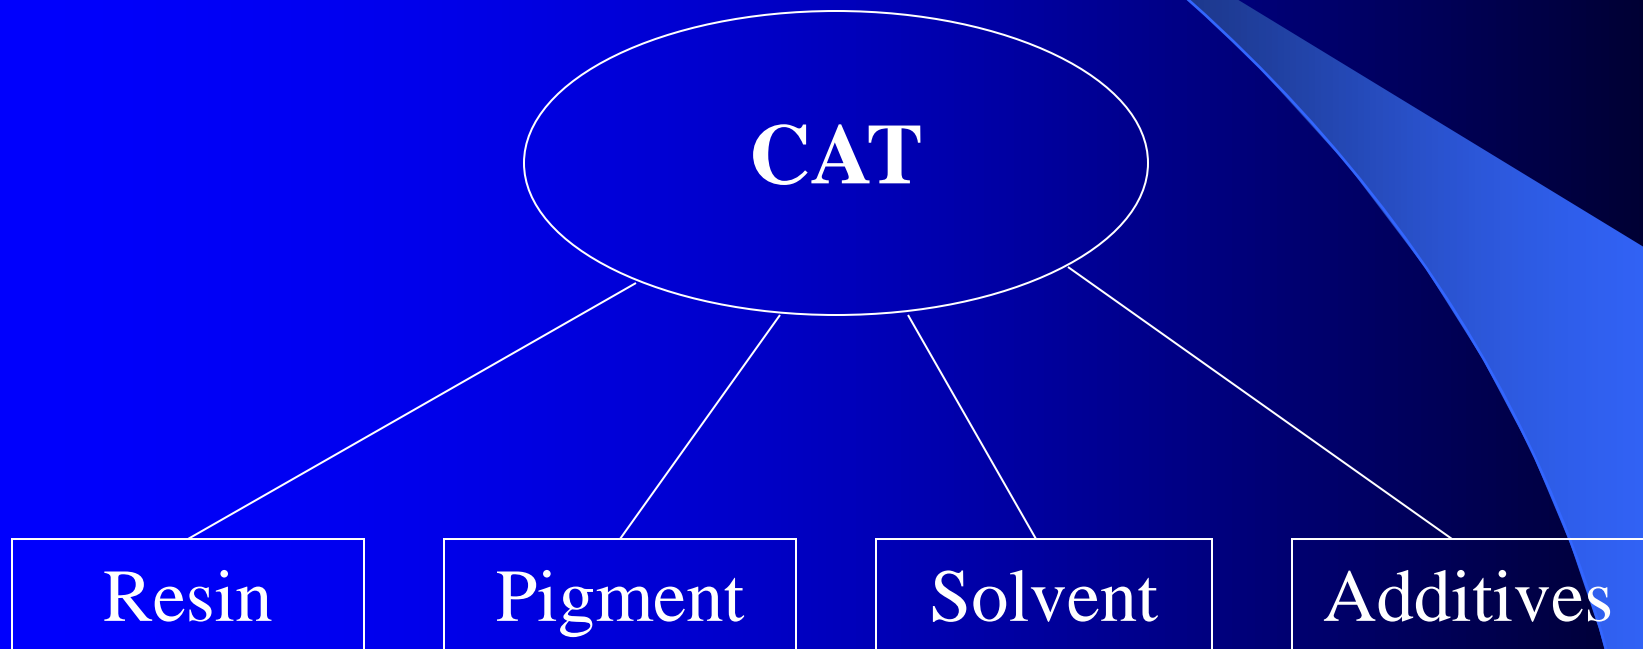 CAT
Resin
Pigment
Solvent
Additives